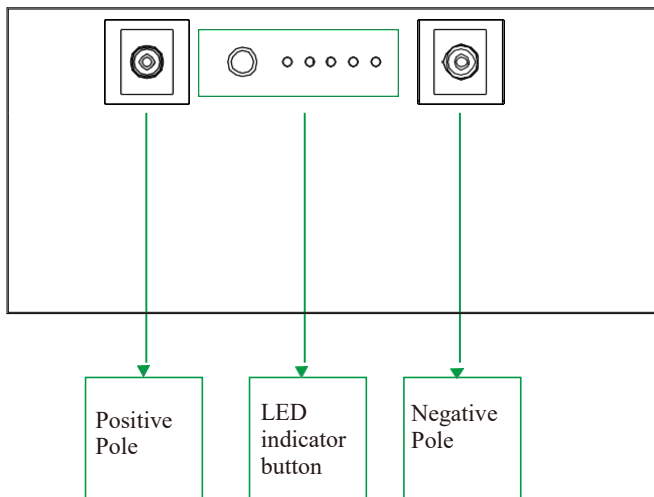 Positive
Pole
LED
indicator
button
Negative
Pole